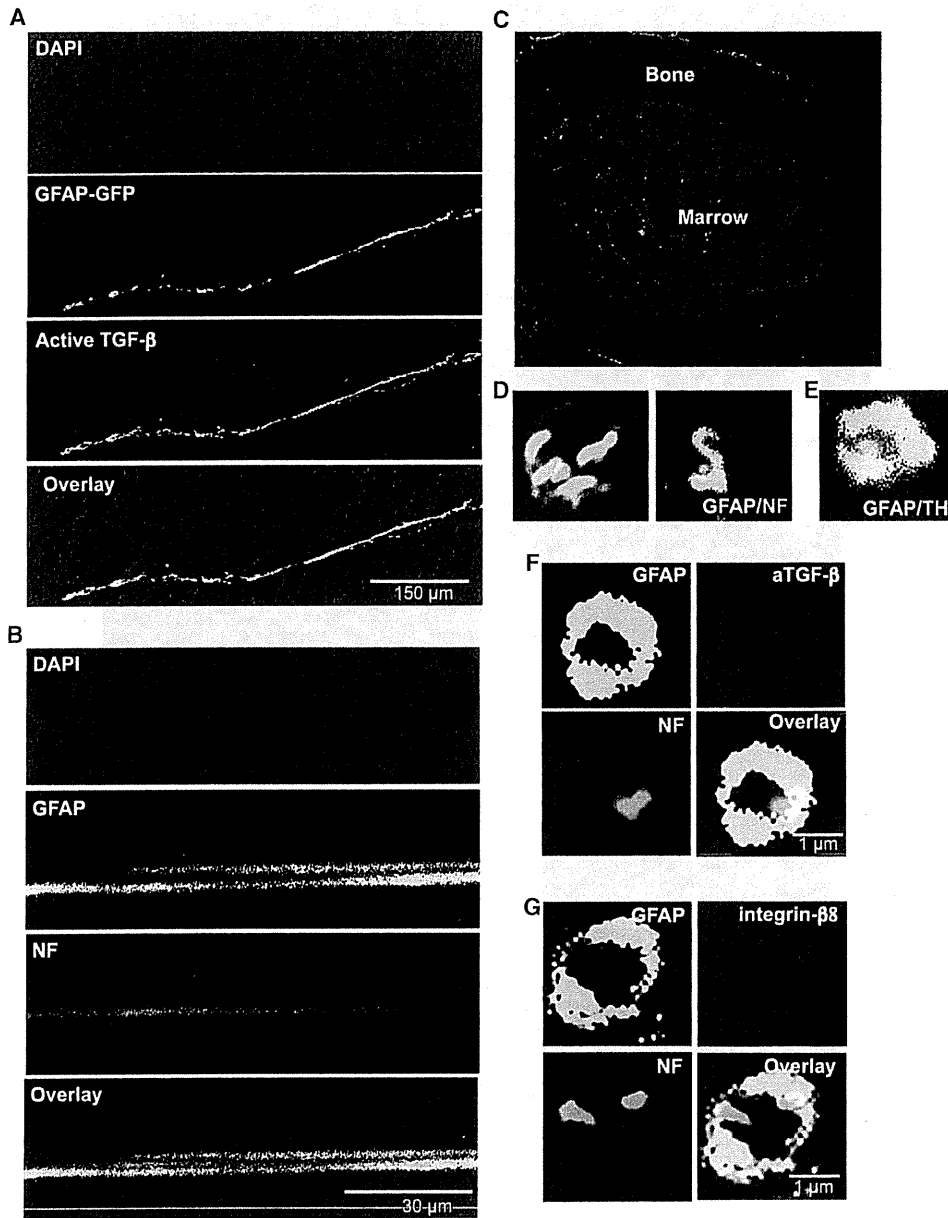 A
DAPI
GFAP-GFP
Active TGF-β
Overlay
150 µm
B
DAPI
GFAP
NF
Overlay
30 µm
C
Bone
Marrow
D
GFAP/NF
E
GFAP/TH
F
GFAP
aTGF-β
NF
Overlay
1 µm
G
GFAP
integrin-β8
NF
Overlay
1 µm